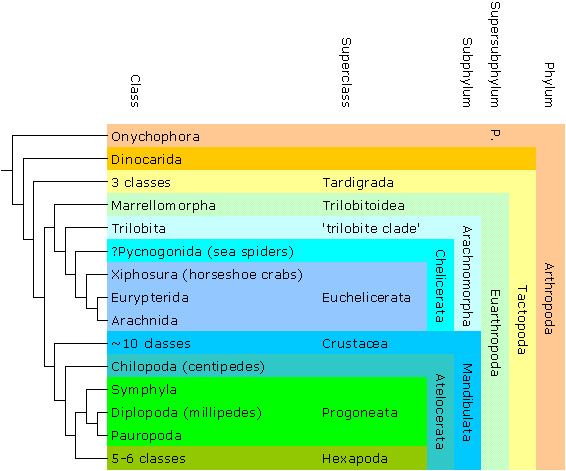 Class
Superclass
Subphylum
Supersubphylum
Phylum
Onychophora P.
Dinocarida
3 classes Tardigrada
Marrellomorpha Trilobitoidea
Trilobita 'trilobite clade'
?Pycnogonida (sea spiders)
Xiphosura (horseshoe crabs)
Eurypterida Euchelicerata
Arachnida
~10 classes Crustacea
Chilopoda (centipedes)
Symphyla
Diplopoda (millipedes) Progoneata
Pauropoda
5-6 classes Hexapoda
Chelicerata
Atelocerata
Arachnomorpha
Mandibulata
Euarthropoda
Tactopoda
Arthropoda